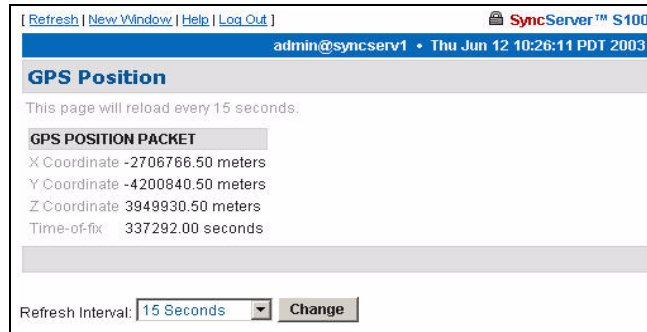 [ Refresh | New Window | Help | Log Out ] SyncServer™ S100
admin@syncserv1 • Thu Jun 12 10:26:11 PDT 2003
GPS Position
This page will reload every 15 seconds.
GPS POSITION PACKET
X Coordinate -2706766.50 meters
Y Coordinate -4200840.50 meters
Z Coordinate 3949930.50 meters
Time-of-fix 337292.00 seconds
Refresh Interval: 15 Seconds Change